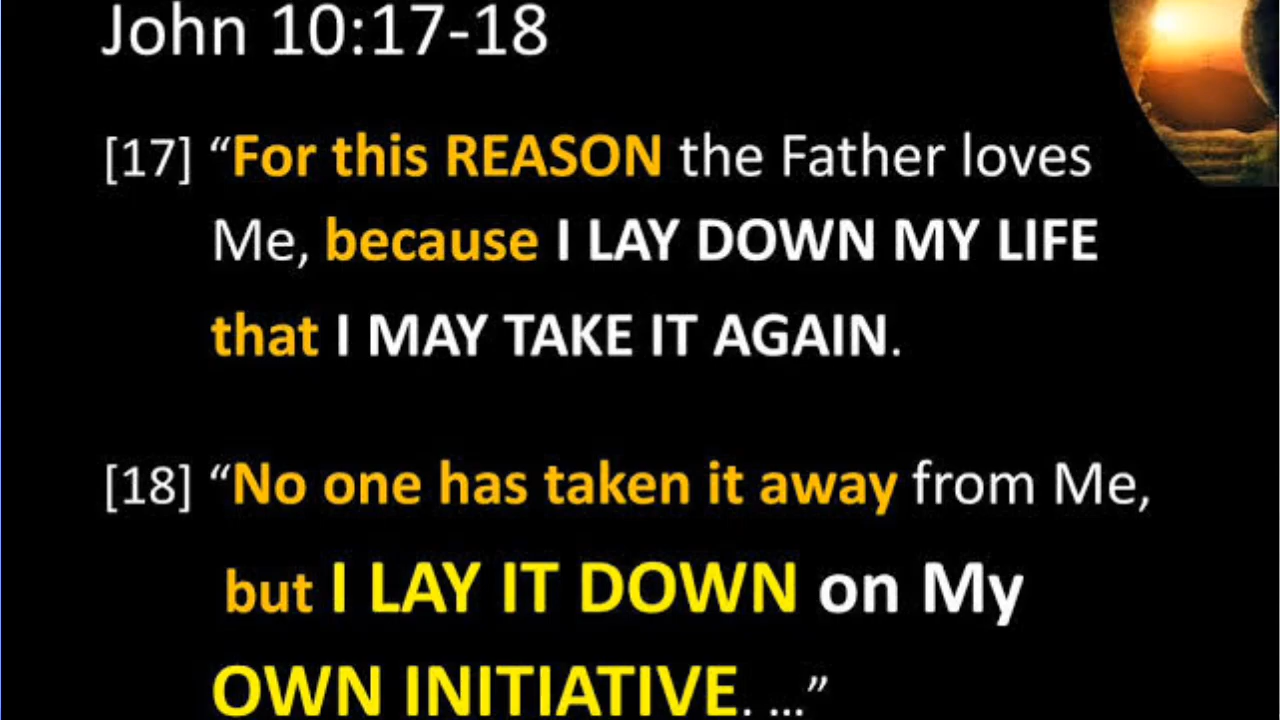 John 10:17-18
[17] “For this REASON the Father loves
Me, because I LAY DOWN MY LIFE
that I MAY TAKE IT AGAIN.
[18] “No one has taken it away from Me,
but I LAY IT DOWN on My
OWN INITIATIVE. …”